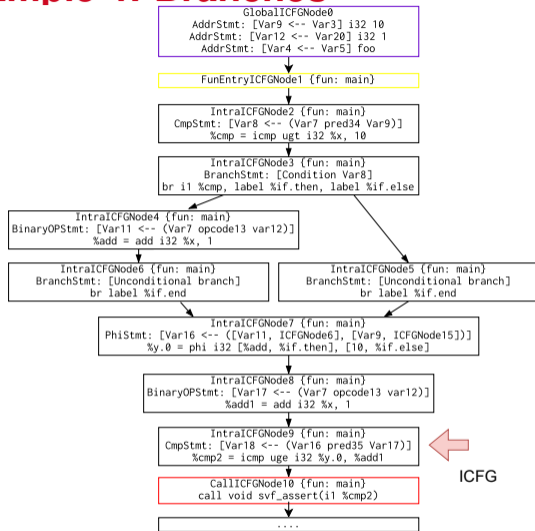 GlobalICFGNode0
AddrStmt: [Var9 <-- Var3] i32 10
AddrStmt: [Var12 <-- Var20] i32 1
AddrStmt: [Var4 <-- Var5] foo
FunEntryICFGNode1 {fun: main}
IntraICFGNode2 {fun: main}
CmpStmt: [Var8 <-- (Var7 pred34 Var9)]
%cmp = icmp ugt i32 %x, 10
IntraICFGNode3 {fun: main}
BranchStmt: [Condition Var8]
br i1 %cmp, label %if.then, label %if.else
IntraICFGNode4 {fun: main}
BinaryOPStmt: [Var11 <-- (Var7 opcode13 var12)]
%add = add i32 %x, 1
IntraICFGNode6 {fun: main}
BranchStmt: [Unconditional branch]
br label %if.end
IntraICFGNode5 {fun: main}
BranchStmt: [Unconditional branch]
br label %if.end
IntraICFGNode7 {fun: main}
PhiStmt: [Var16 <-- ([Var11, ICFGNode6], [Var9, ICFGNode15])]
%y.0 = phi i32 [%add, %if.then], [10, %if.else]
IntraICFGNode8 {fun: main}
BinaryOPStmt: [Var17 <-- (Var7 opcode13 var12)]
%add1 = add i32 %x, 1
IntraICFGNode9 {fun: main}
CmpStmt: [Var18 <-- (Var16 pred35 Var17)]
%cmp2 = icmp uge i32 %y.0, %add1
ICFG
CallICFGNode10 {fun: main}
call void svf_assert(i1 %cmp2)
....